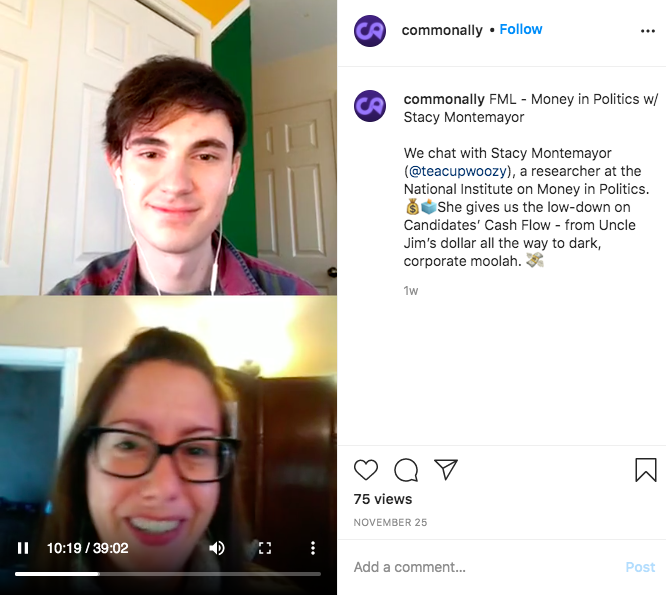 commonally • Follow
commonally FML - Money in Politics w/
Stacy Montemayor
We chat with Stacy Montemayor
(@teacupwoozy), a researcher at the
National Institute on Money in Politics.
💰🗳️She gives us the low-down on
Candidates’ Cash Flow - from Uncle
Jim’s dollar all the way to dark,
corporate moolah. 💸
1w
10:19 / 39:02
75 views
NOVEMBER 25
Add a comment... Post